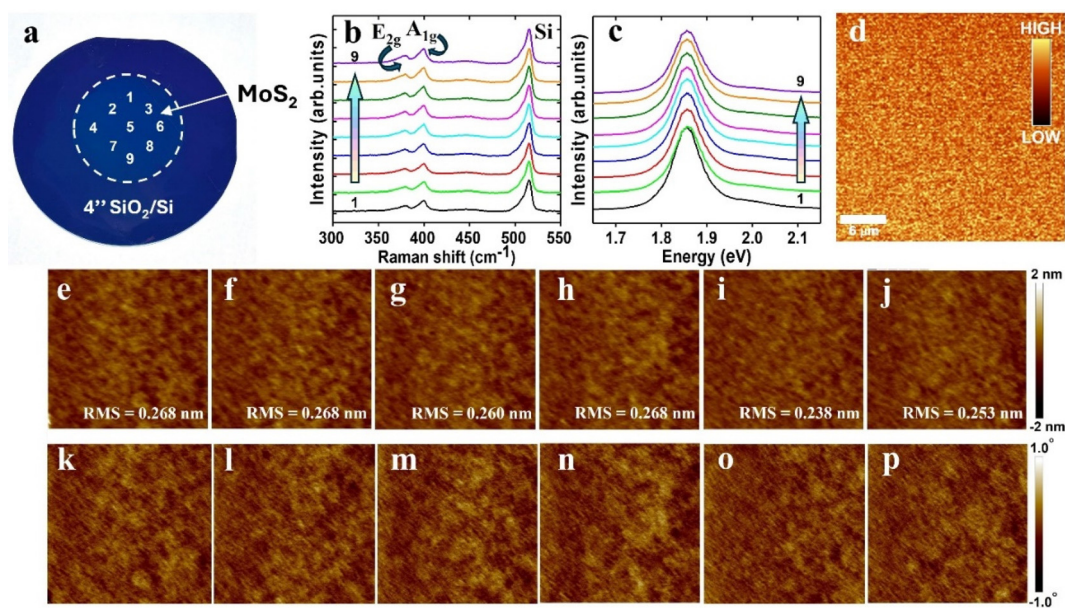 a
1
2 3
4 5 6
7 8
9
MoS₂
4’’ SiO₂/Si
b
E₂g A₁g Si
9
1
Intensity (arb.units)
300 350 400 450 500 550
Raman shift (cm⁻¹)
c
9
1
Intensity (arb.units)
1.7 1.8 1.9 2.0 2.1
Energy (eV)
d
HIGH
LOW
6 µm
e f g h i j
2 nm
-2 nm
RMS = 0.268 nm
RMS = 0.268 nm
RMS = 0.260 nm
RMS = 0.268 nm
RMS = 0.238 nm
RMS = 0.253 nm
k l m n o p
1.0°
-1.0°